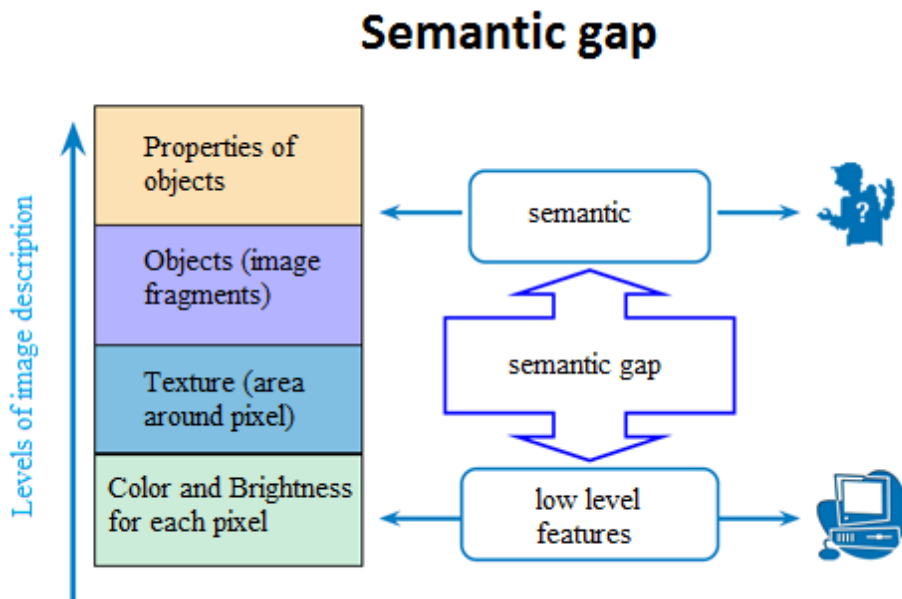 Semantic gap
Levels of image description
Properties of
objects
Objects (image
fragments)
Texture (area
around pixel)
Color and Brightness
for each pixel
semantic
?
semantic gap
low level
features